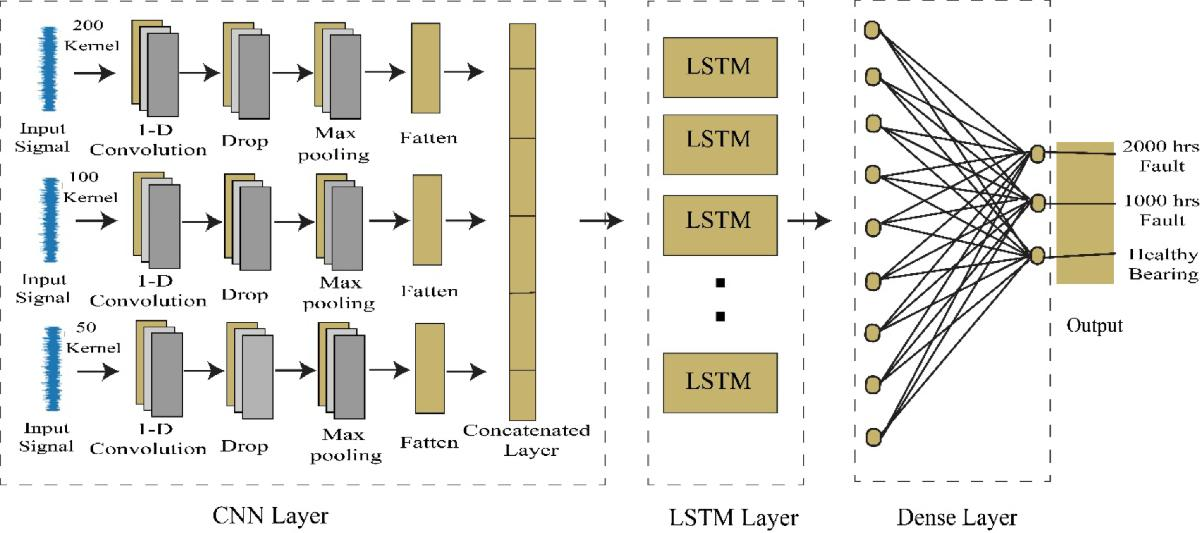 200
Kernel
Input
Signal
1-D
Convolution
Drop
Max
pooling
Fatten
100
Kernel
Input
Signal
1-D
Convolution
Drop
Max
pooling
Fatten
50
Kernel
Input
Signal
1-D
Convolution
Drop
Max
pooling
Fatten
Concatenated
Layer
CNN Layer
LSTM
LSTM
LSTM
LSTM
LSTM Layer
Dense Layer
2000 hrs
Fault
1000 hrs
Fault
Healthy
Bearing
Output